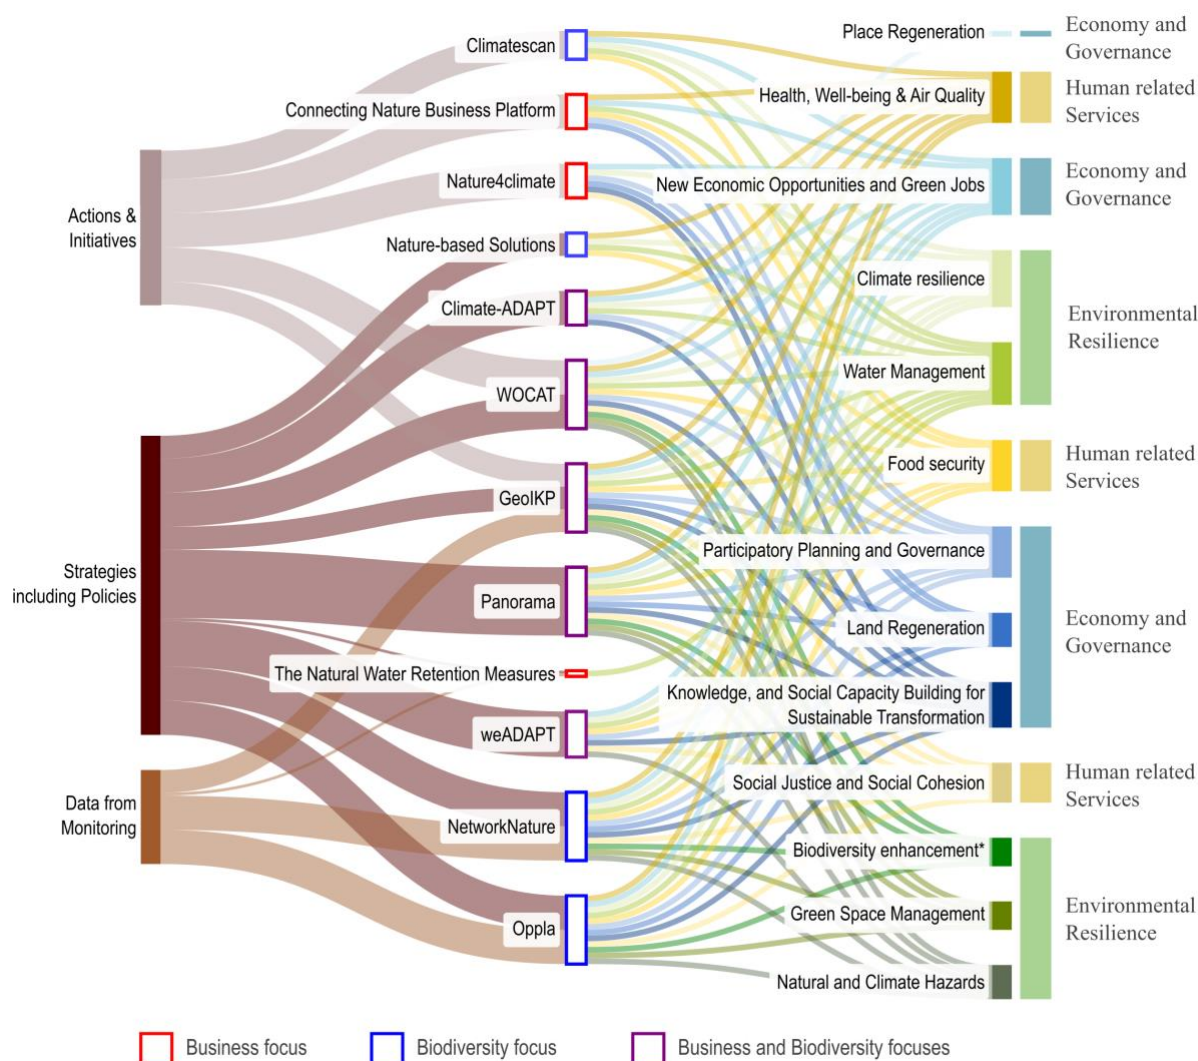 Actions &
Initiatives
Strategies
including Policies
Data from
Monitoring
Climatescan
Connecting Nature Business Platform
Nature4climate
Nature-based Solutions
Climate-ADAPT
WOCAT
GeoIKP
Panorama
The Natural Water Retention Measures
weADAPT
NetworkNature
Oppla
Place Regeneration
Health, Well-being & Air Quality
New Economic Opportunities and Green Jobs
Climate resilience
Water Management
Food security
Participatory Planning and Governance
Land Regeneration
Knowledge, and Social Capacity Building for
Sustainable Transformation
Social Justice and Social Cohesion
Biodiversity enhancement*
Green Space Management
Natural and Climate Hazards
Economy and
Governance
Human related
Services
Economy and
Governance
Environmental
Resilience
Human related
Services
Economy and
Governance
Human related
Services
Environmental
Resilience
Business focus
Biodiversity focus
Business and Biodiversity focuses